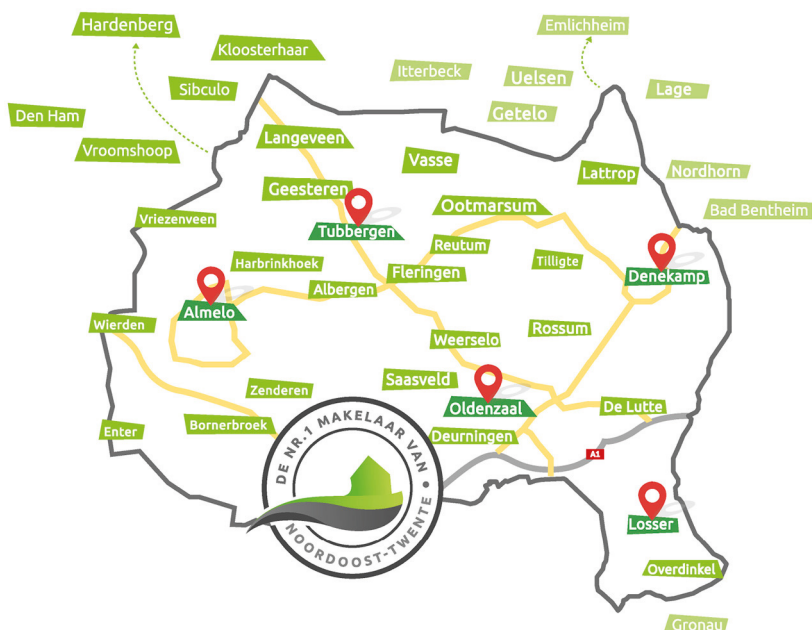 Hardenberg
Emlichheim
Kloosterhaar
Itterbeck
Uelsen
Sibculo
Lage
Getelo
Den Ham
Langeveen
Vroomshoop
Vasse
Lattrop
Nordhorn
Geesteren
Ootmarsum
Bad Bentheim
Vriezenveen
Tubbergen
Reutum
Tilligte
Harbrinkhoek
Fleringen
Denekamp
Albergen
Almelo
Wierden
Rossum
Weerselo
Saasveld
Zenderen
Oldenzaal
De Lutte
Bornerbroek
Enter
Deurningen
A1
DE NR.1 MAKELAAR VAN
NOORDOOST-TWENTE
Losser
Overdinkel
Gronau